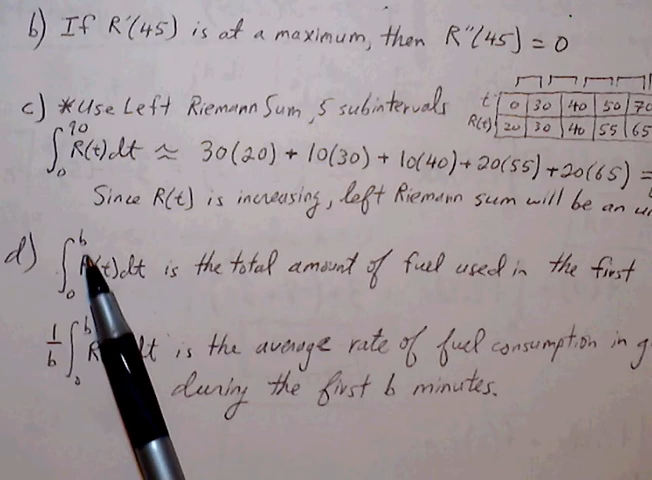 b) If R'(45) is at a maximum, then R''(45) = 0
c) *Use Left Riemann Sum, 5 subintervals
t | 0 | 30 | 40 | 50 | 70
R(t) | 20 | 30 | 40 | 55 | 65
∫₀⁹⁰ R(t)dt ≈ 30(20) + 10(30) + 10(40) + 20(55) + 20(65) =
Since R(t) is increasing, left Riemann sum will be an
d) ∫₀ᵇ R(t)dt is the total amount of fuel used in the first
1/b ∫₀ᵇ R dt is the average rate of fuel consumption in
during the first b minutes.